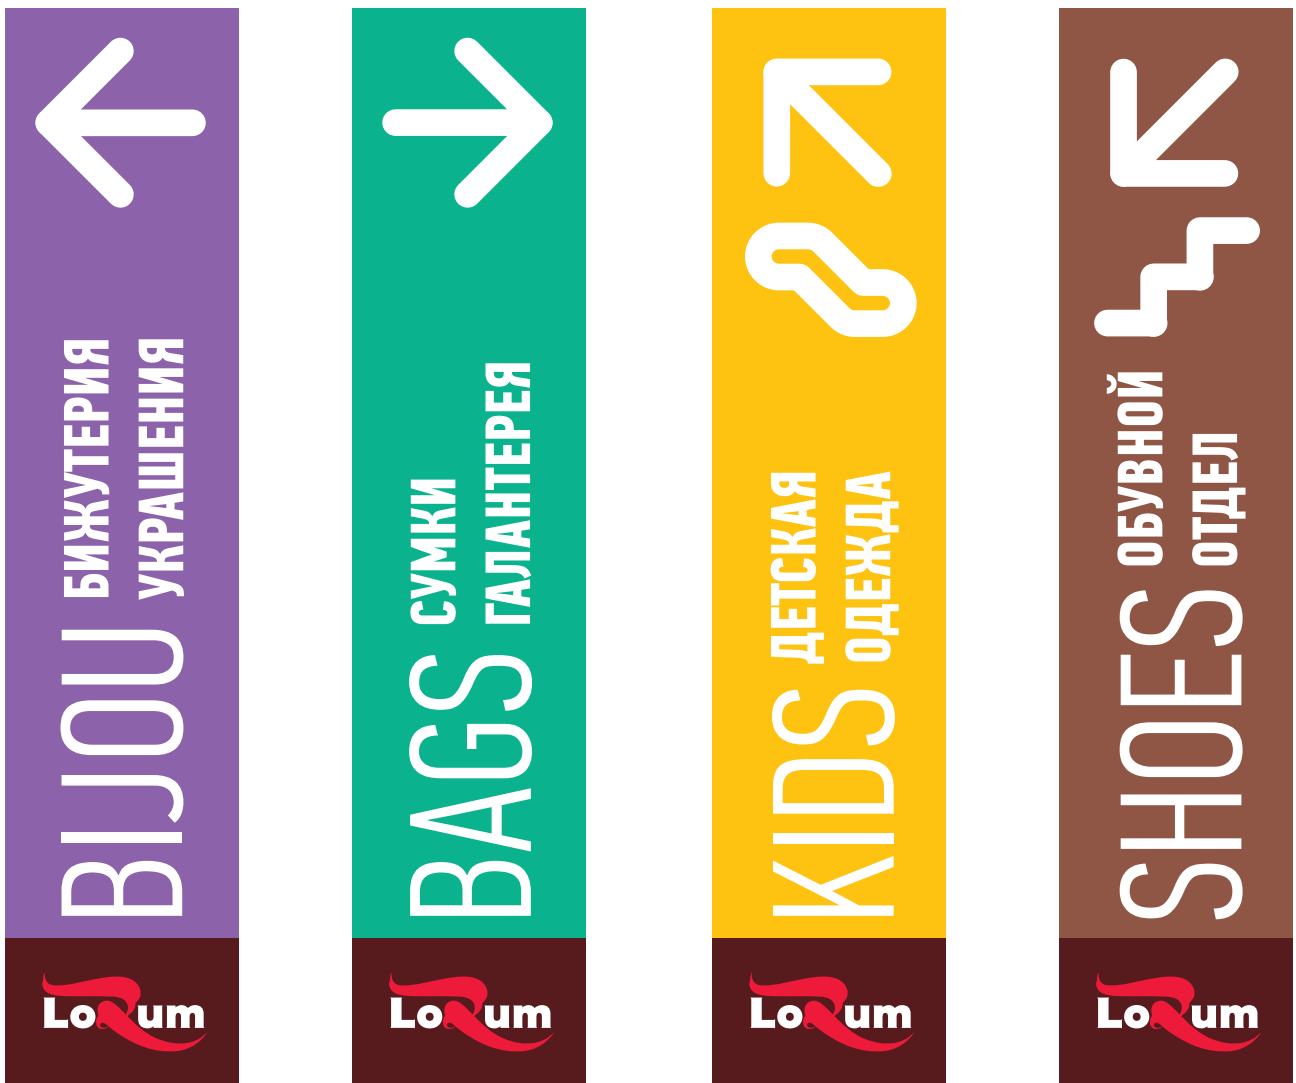 BIJOU
БИЖУТЕРИЯ
УКРАШЕНИЯ
LoRum
BAGS
СУМКИ
ГАЛАНТЕРЕЯ
LoRum
KIDS
ДЕТСКАЯ
ОДЕЖДА
LoRum
SHOES
ОБУВНОЙ
ОТДЕЛ
LoRum